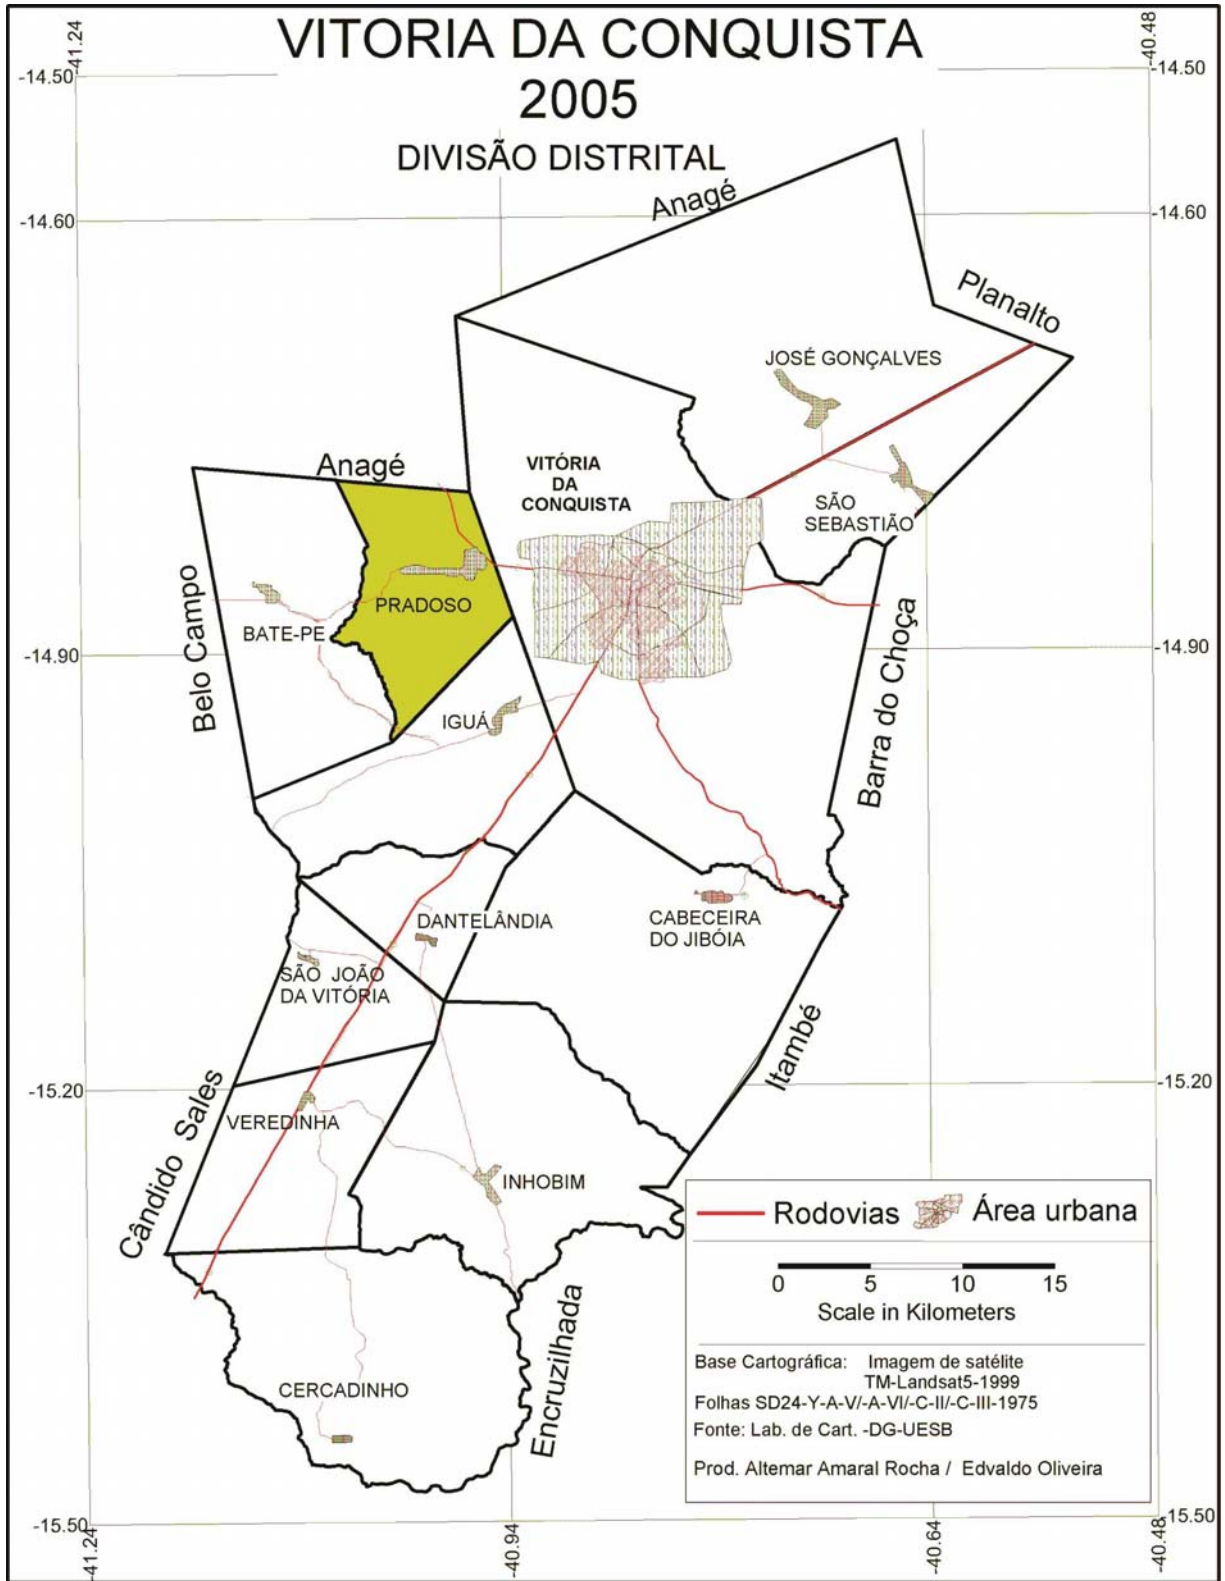 VITORIA DA CONQUISTA
2005
DIVISÃO DISTRITAL
-41.24
-40.48
-14.50
-14.50
-14.60
-14.60
Anagé
Planalto
JOSÉ GONÇALVES
Anagé
VITÓRIA
DA
CONQUISTA
SÃO
SEBASTIÃO
Belo Campo
PRADOSO
BATE-PE
Barra do Choça
-14.90
-14.90
IGUÁ
DANTELÂNDIA
CABECEIRA
DO JIBÓIA
SÃO JOÃO
DA VITÓRIA
Itambé
-15.20
-15.20
Cândido Sales
VEREDINHA
INHOBIM
Rodovias
Área urbana
0 5 10 15
Scale in Kilometers
Encruzilhada
CERCADINHO
Base Cartográfica: Imagem de satélite
TM-Landsat5-1999
Folhas SD24-Y-A-V/-A-VI/-C-II/-C-III-1975
Fonte: Lab. de Cart. -DG-UESB
Prod. Altemar Amaral Rocha / Edvaldo Oliveira
-15.50
-15.50
-41.24
-40.94
-40.64
-40.48